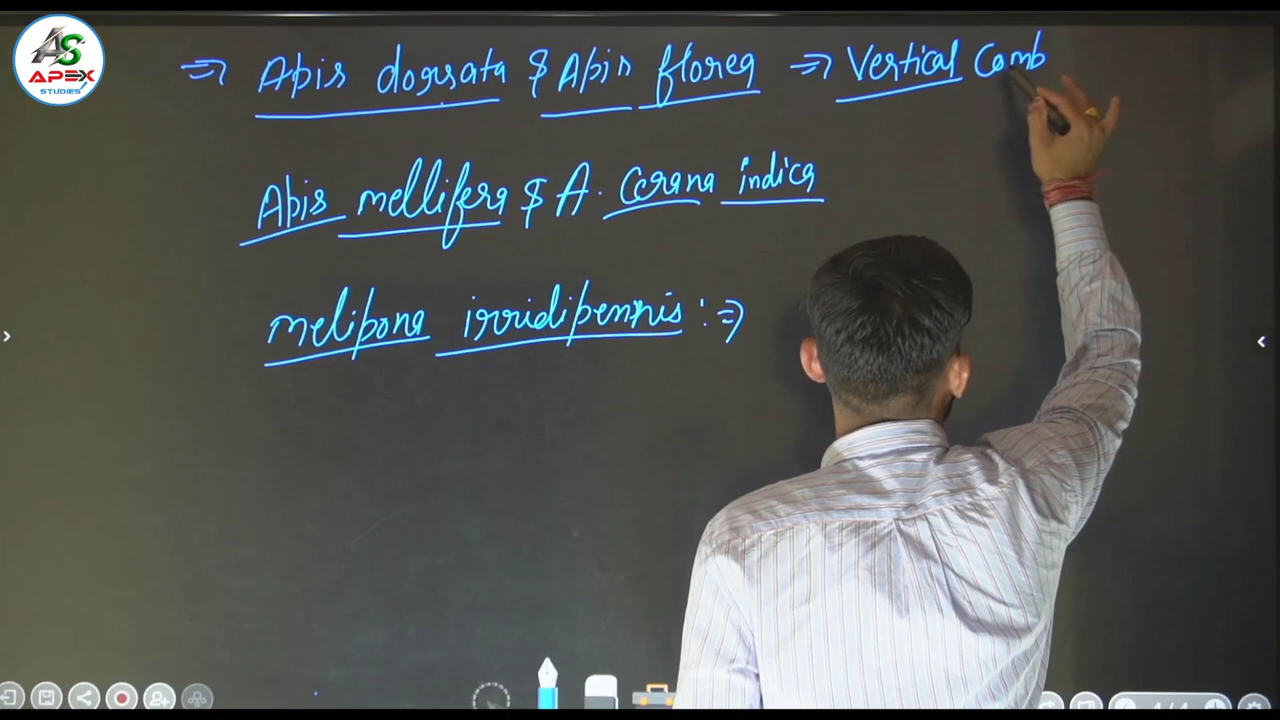 AS
APEX
STUDIES
⇒ Apis dorsata & Apis florea ⇒ Vertical Comb
Apis mellifera & A. Cerana indica
melipona irridipennis :⇒